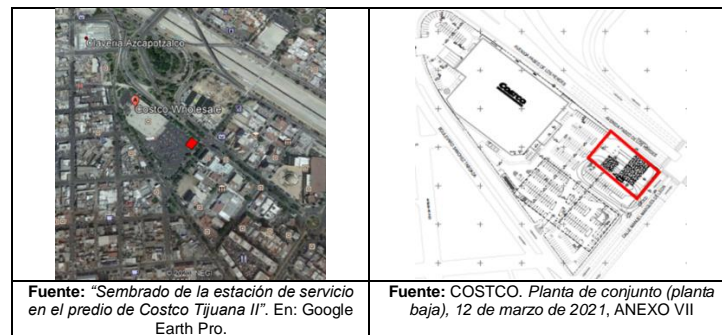 Claveria Azcapotzalco
Costco Wholesale
COSTCO
Fuente: “Sembrado de la estación de servicio
en el predio de Costco Tijuana II”. En: Google
Earth Pro.
Fuente: COSTCO. Planta de conjunto (planta
baja), 12 de marzo de 2021, ANEXO VII